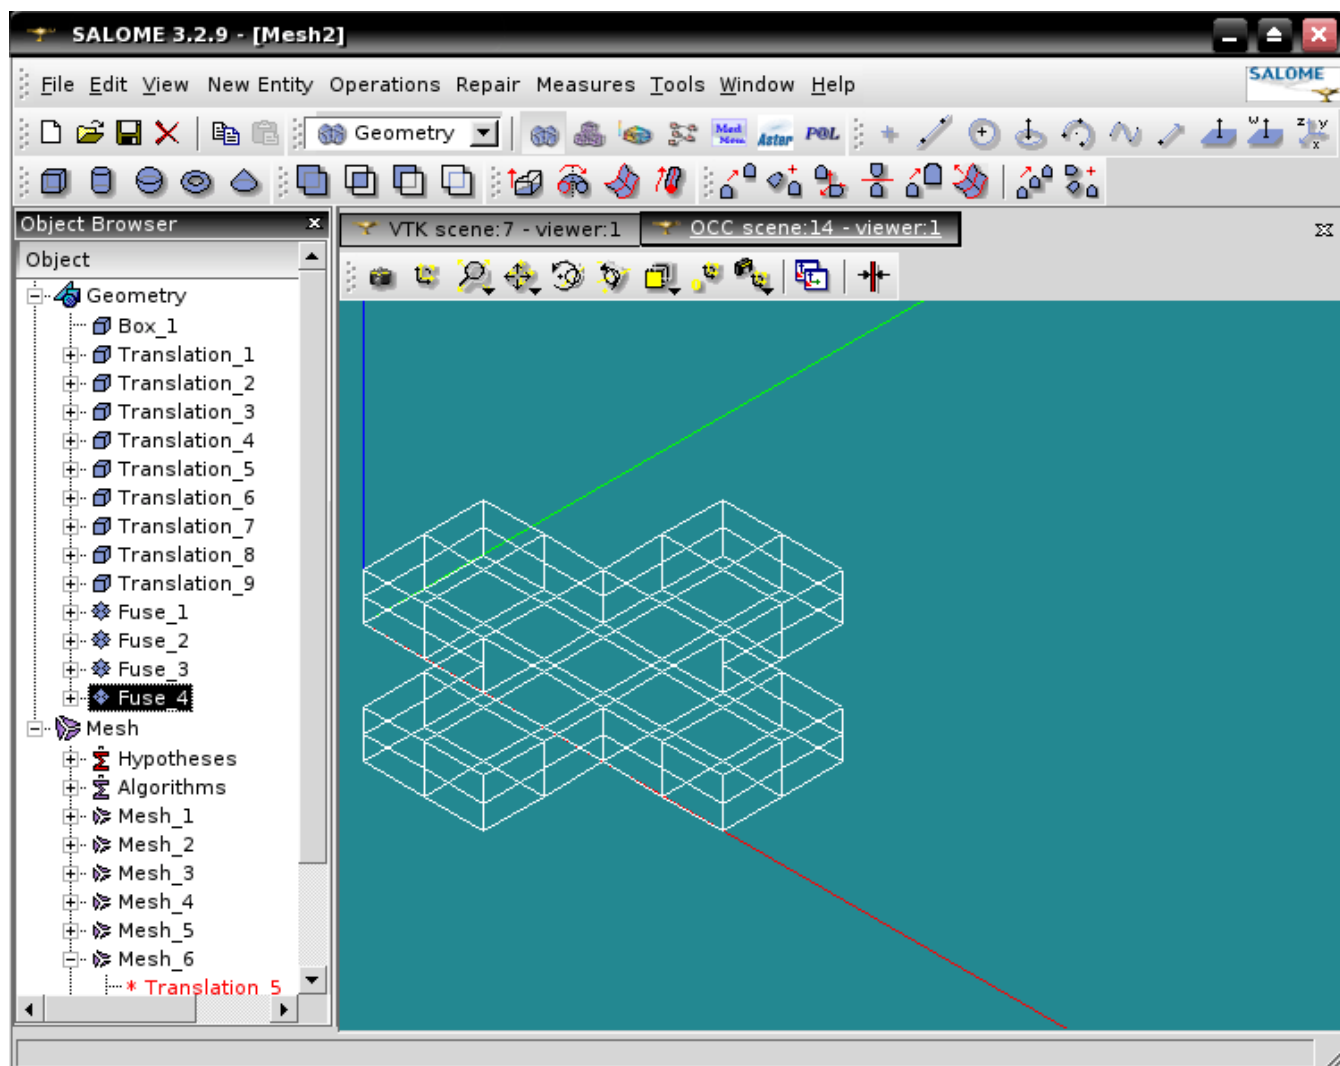 SALOME 3.2.9 - [Mesh2]
File Edit View New Entity Operations Repair Measures Tools Window Help
SALOME
Geometry
Med
Mem
Aster
POL
w
z y
x
Object Browser
VTK scene:7 - viewer:1
OCC scene:14 - viewer:1
Object
Geometry
Box_1
Translation_1
Translation_2
Translation_3
Translation_4
Translation_5
Translation_6
Translation_7
Translation_8
Translation_9
Fuse_1
Fuse_2
Fuse_3
Fuse_4
Mesh
Hypotheses
Algorithms
Mesh_1
Mesh_2
Mesh_3
Mesh_4
Mesh_5
Mesh_6
* Translation_5